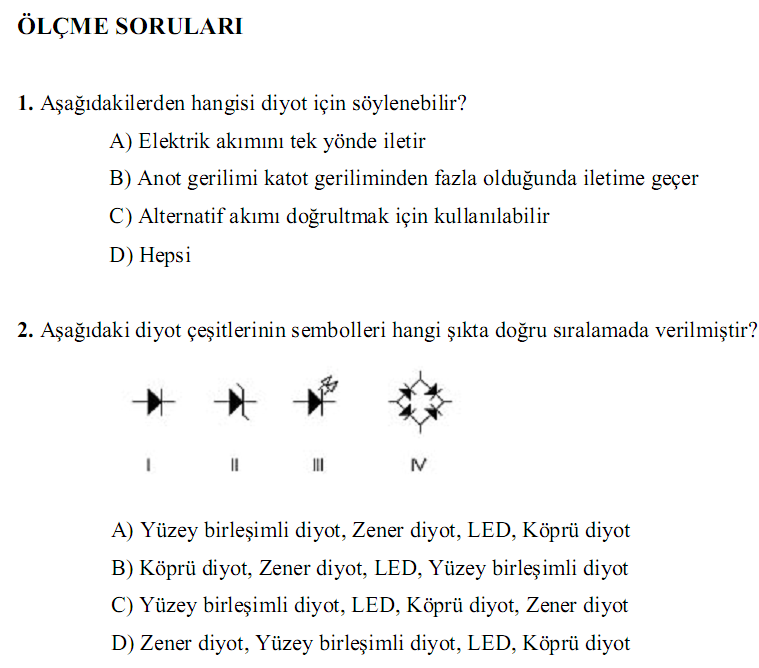 ÖLÇME SORULARI
1. Aşağıdakilerden hangisi diyot için söylenebilir?
A) Elektrik akımını tek yönde iletir
B) Anot gerilimi katot geriliminden fazla olduğunda iletime geçer
C) Alternatif akımı doğrultmak için kullanılabilir
D) Hepsi
2. Aşağıdaki diyot çeşitlerinin sembolleri hangi şıkta doğru sıralamada verilmiştir?
I II III IV
A) Yüzey birleşimli diyot, Zener diyot, LED, Köprü diyot
B) Köprü diyot, Zener diyot, LED, Yüzey birleşimli diyot
C) Yüzey birleşimli diyot, LED, Köprü diyot, Zener diyot
D) Zener diyot, Yüzey birleşimli diyot, LED, Köprü diyot